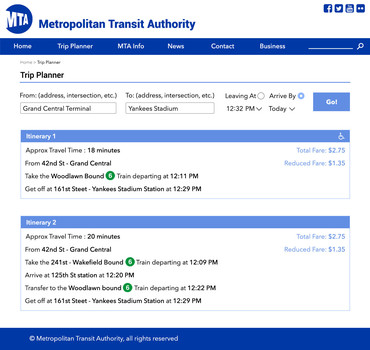 MTA
Metropolitan Transit Authority
Home Trip Planner MTA Info News Contact Business
Home > Trip Planner
Trip Planner
From: (address, intersection, etc.) To: (address, intersection, etc.) Leaving At Arrive By
Grand Central Terminal Yankees Stadium 12:32 PM Today Go!
Itinerary 1
Approx Travel Time : 18 minutes Total Fare: $2.75
From 42nd St - Grand Central Reduced Fare: $1.35
Take the Woodlawn Bound 6 Train departing at 12:11 PM
Get off at 161st Steet - Yankees Stadium Station at 12:29 PM
Itinerary 2
Approx Travel Time : 20 minutes Total Fare: $2.75
From 42nd St - Grand Central Reduced Fare: $1.35
Take the 241st - Wakefield Bound 6 Train departing at 12:09 PM
Arrive at 125th St station at 12:20 PM
Transfer to the Woodlawn bound 6 Train departing at 12:22 PM
Get off at 161st Steet - Yankees Stadium Station at 12:29 PM
© Metropolitan Transit Authority, all rights reserved